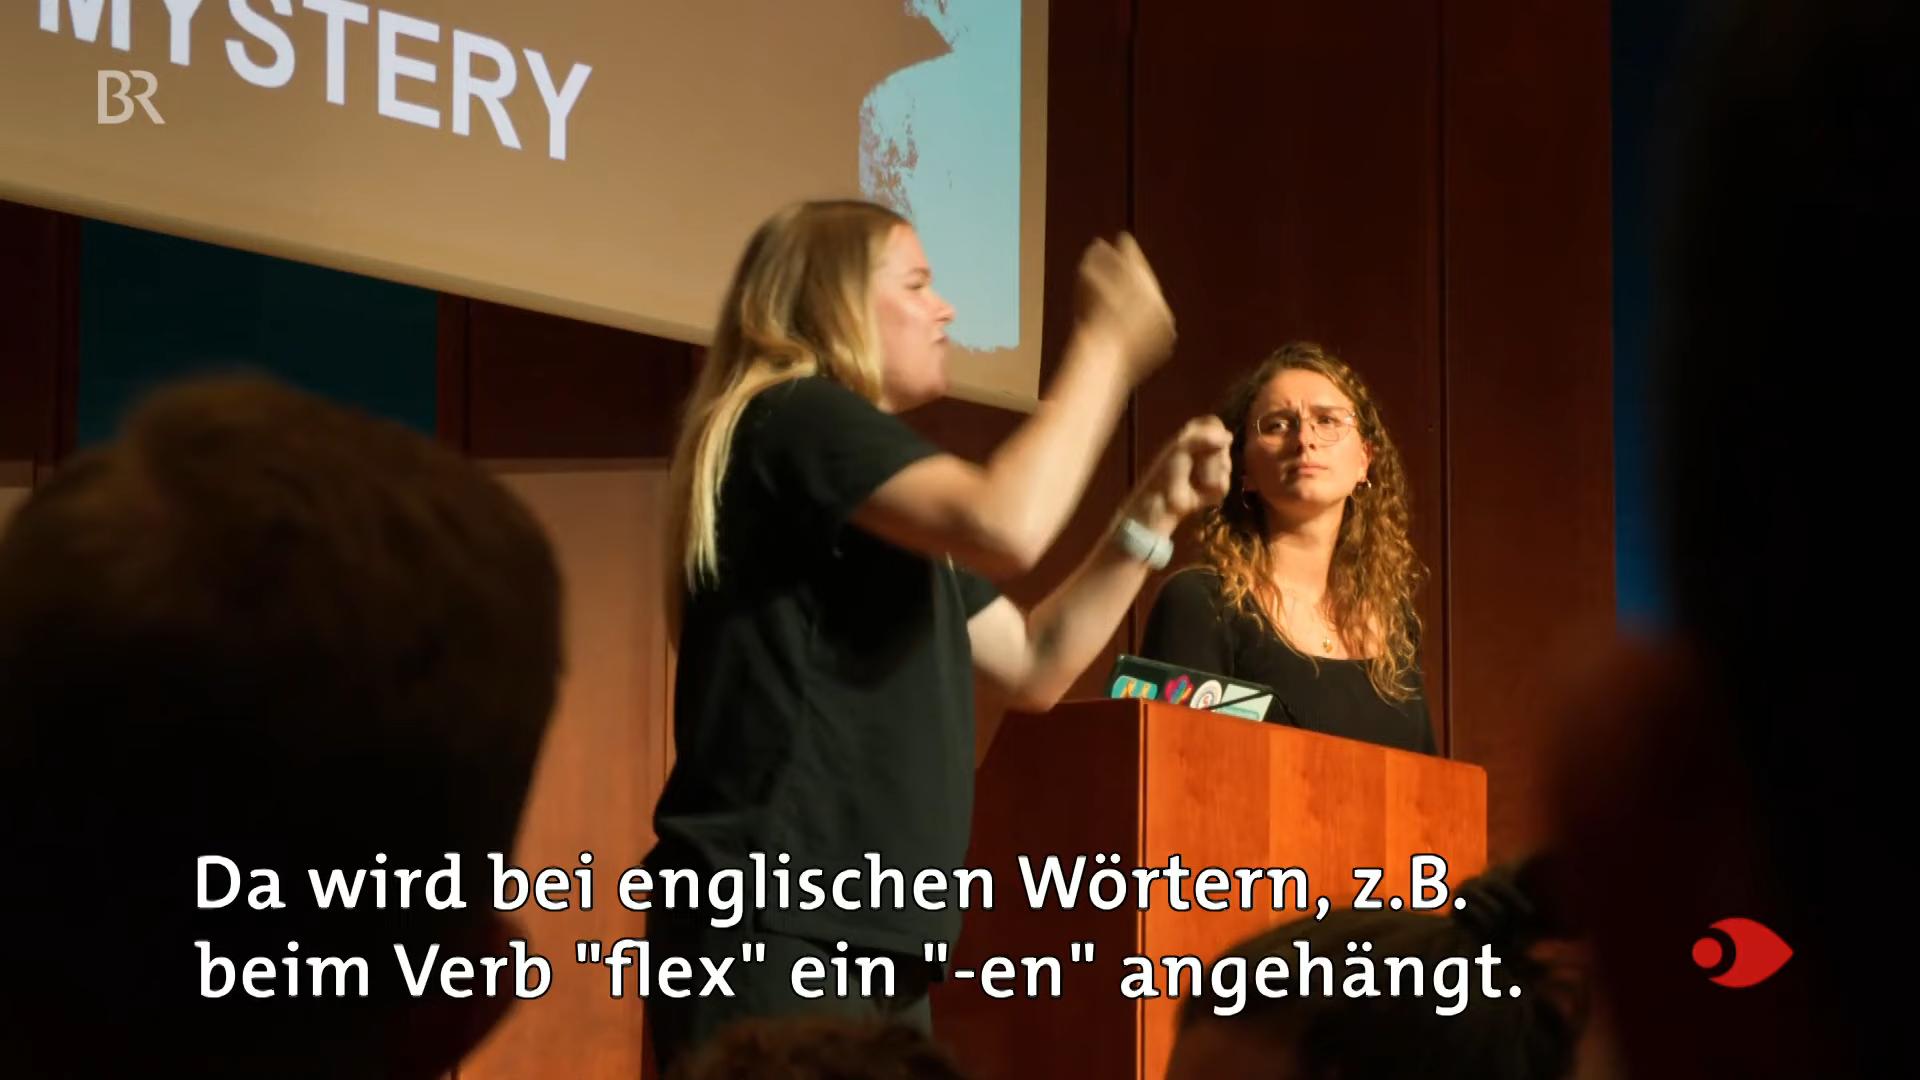 MYSTERY
BR
Da wird bei englischen Wörtern, z.B.
beim Verb "flex" ein "-en" angehängt.